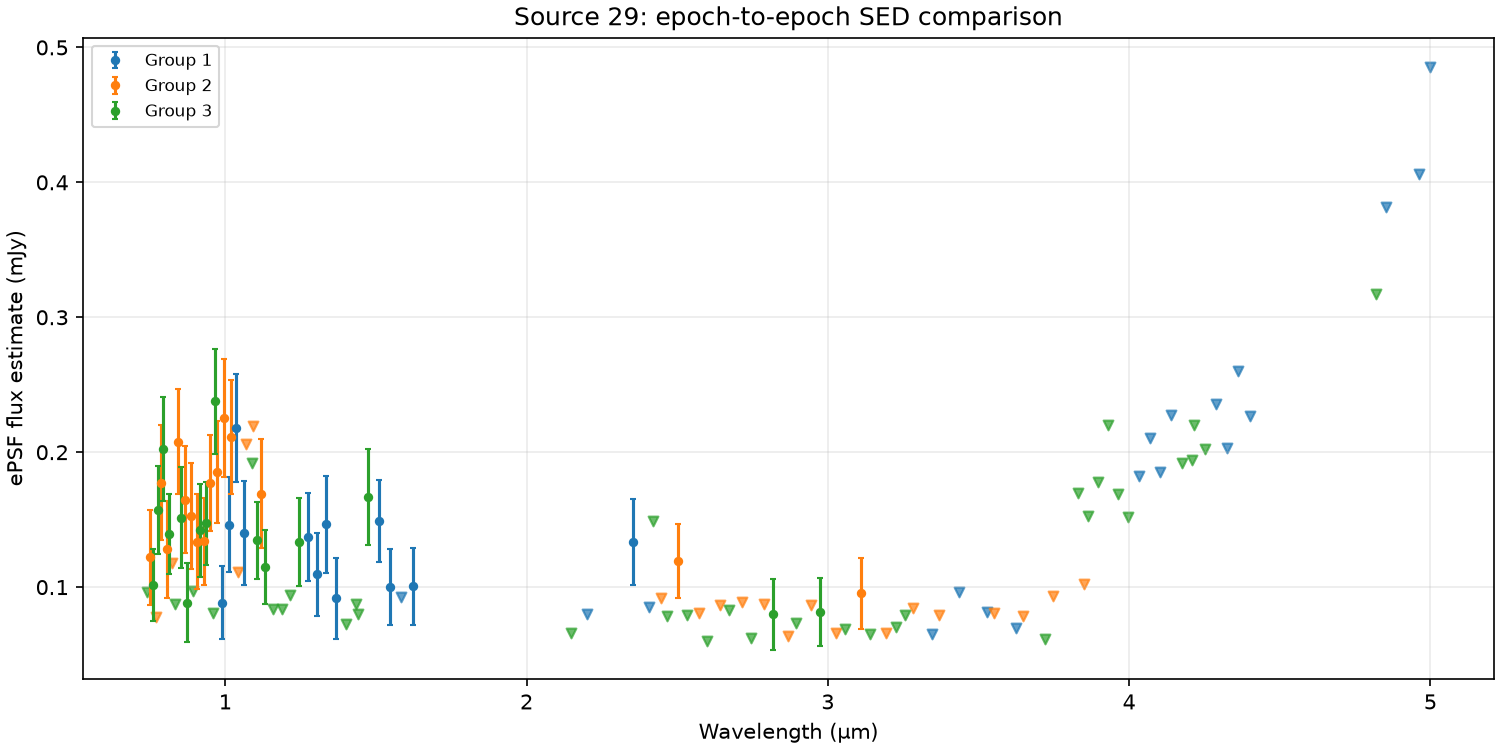 Source 29: epoch-to-epoch SED comparison
Group 1
Group 2
Group 3
0.5
0.4
0.3
0.2
0.1
ePSF flux estimate (mJy)
1 2 3 4 5
Wavelength (μm)